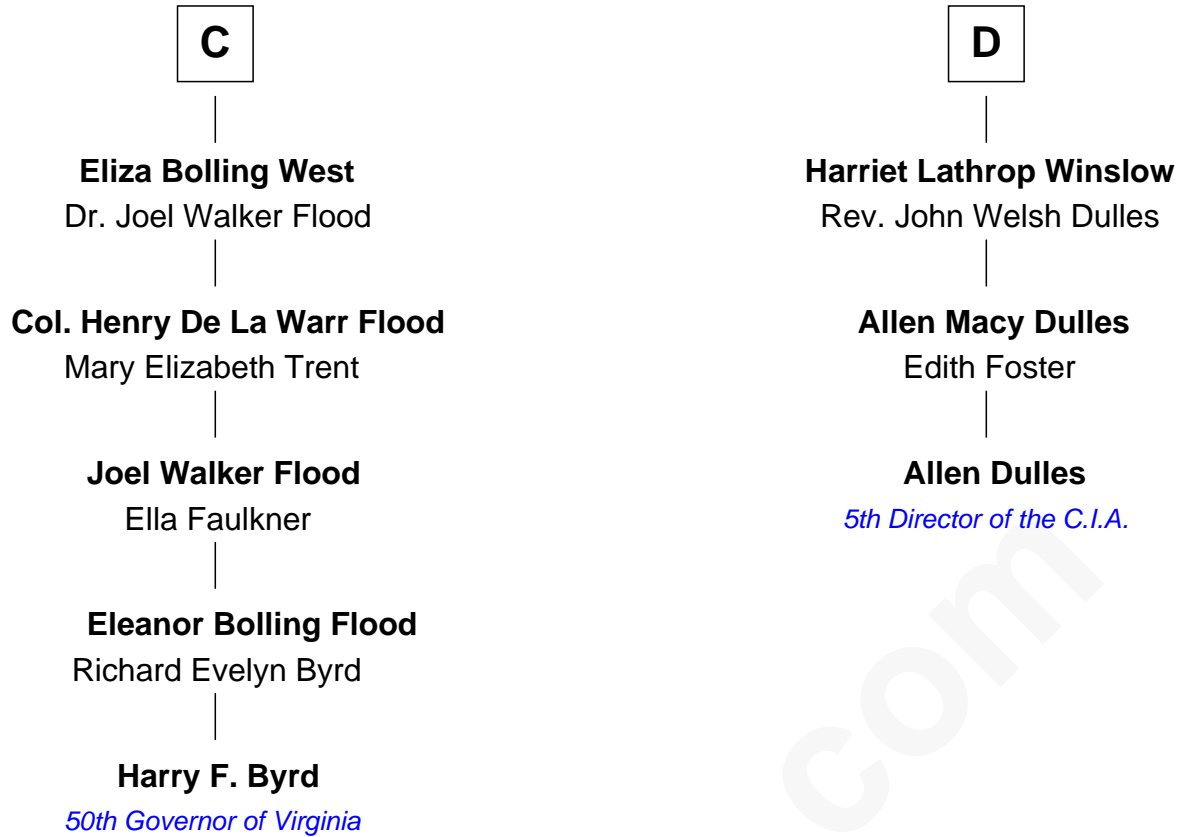 C
Eliza Bolling West
Dr. Joel Walker Flood
Col. Henry De La Warr Flood
Mary Elizabeth Trent
Joel Walker Flood
Ella Faulkner
Eleanor Bolling Flood
Richard Evelyn Byrd
Harry F. Byrd
50th Governor of Virginia
D
Harriet Lathrop Winslow
Rev. John Welsh Dulles
Allen Macy Dulles
Edith Foster
Allen Dulles
5th Director of the C.I.A.
com